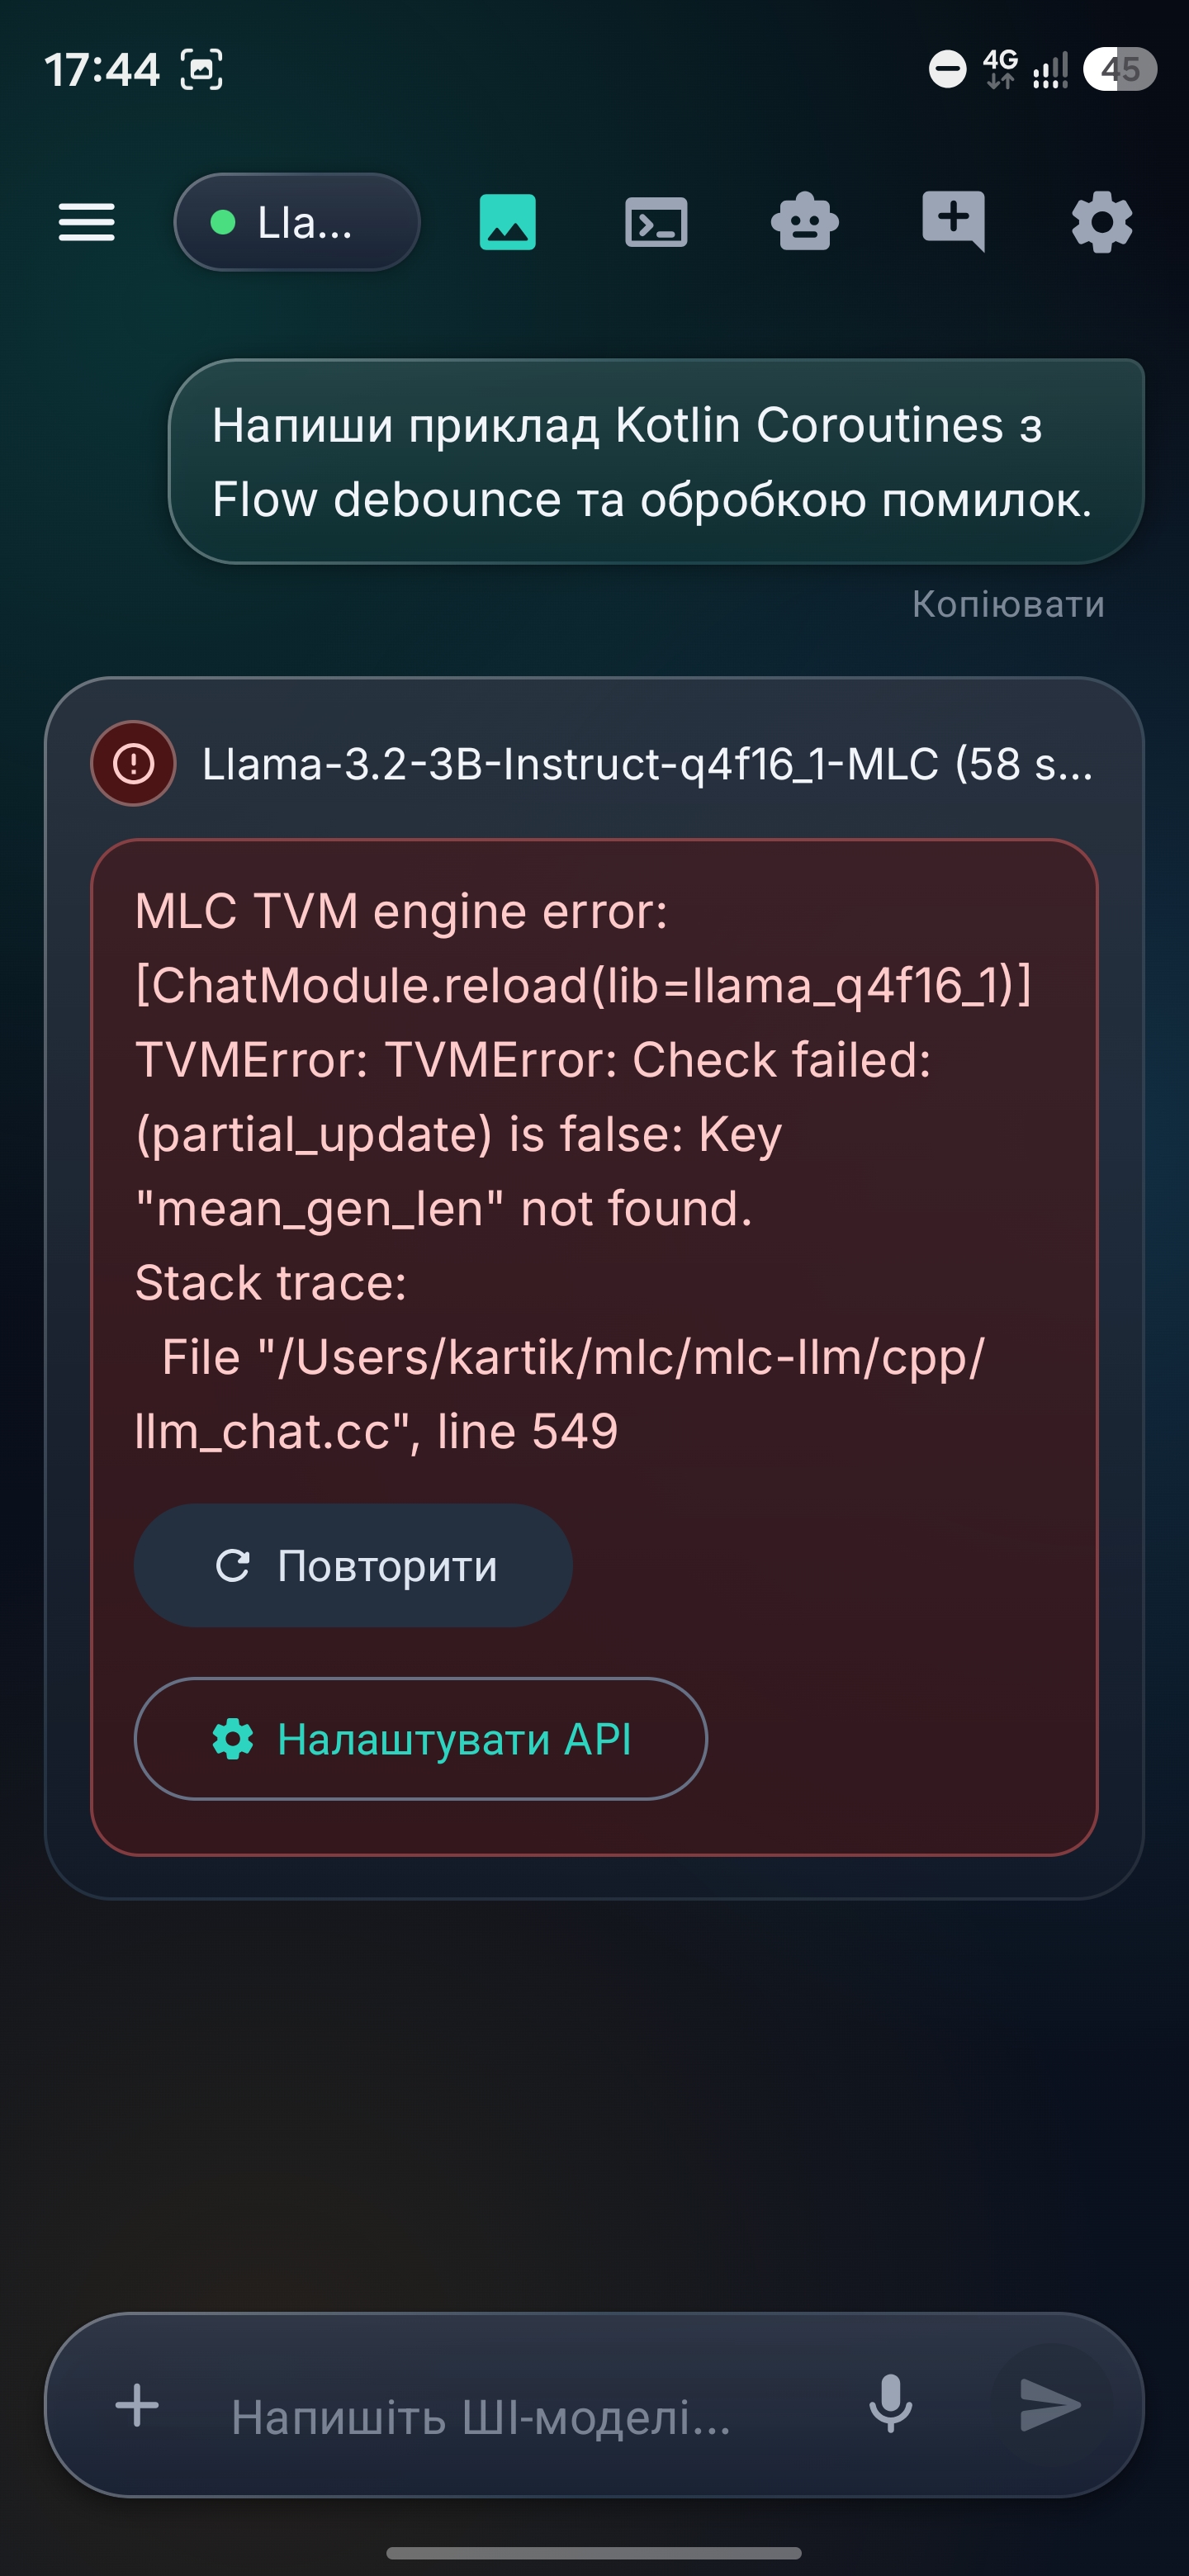 17:44
4G
45
Lla...
Напиши приклад Kotlin Coroutines з
Flow debounce та обробкою помилок.
Копіювати
Llama-3.2-3B-Instruct-q4f16_1-MLC (58 s...
MLC TVM engine error:
[ChatModule.reload(lib=llama_q4f16_1)]
TVMError: TVMError: Check failed:
(partial_update) is false: Key
"mean_gen_len" not found.
Stack trace:
File "/Users/kartik/mlc/mlc-llm/cpp/
llm_chat.cc", line 549
Повторити
Налаштувати API
Напишіть ШІ-моделі...